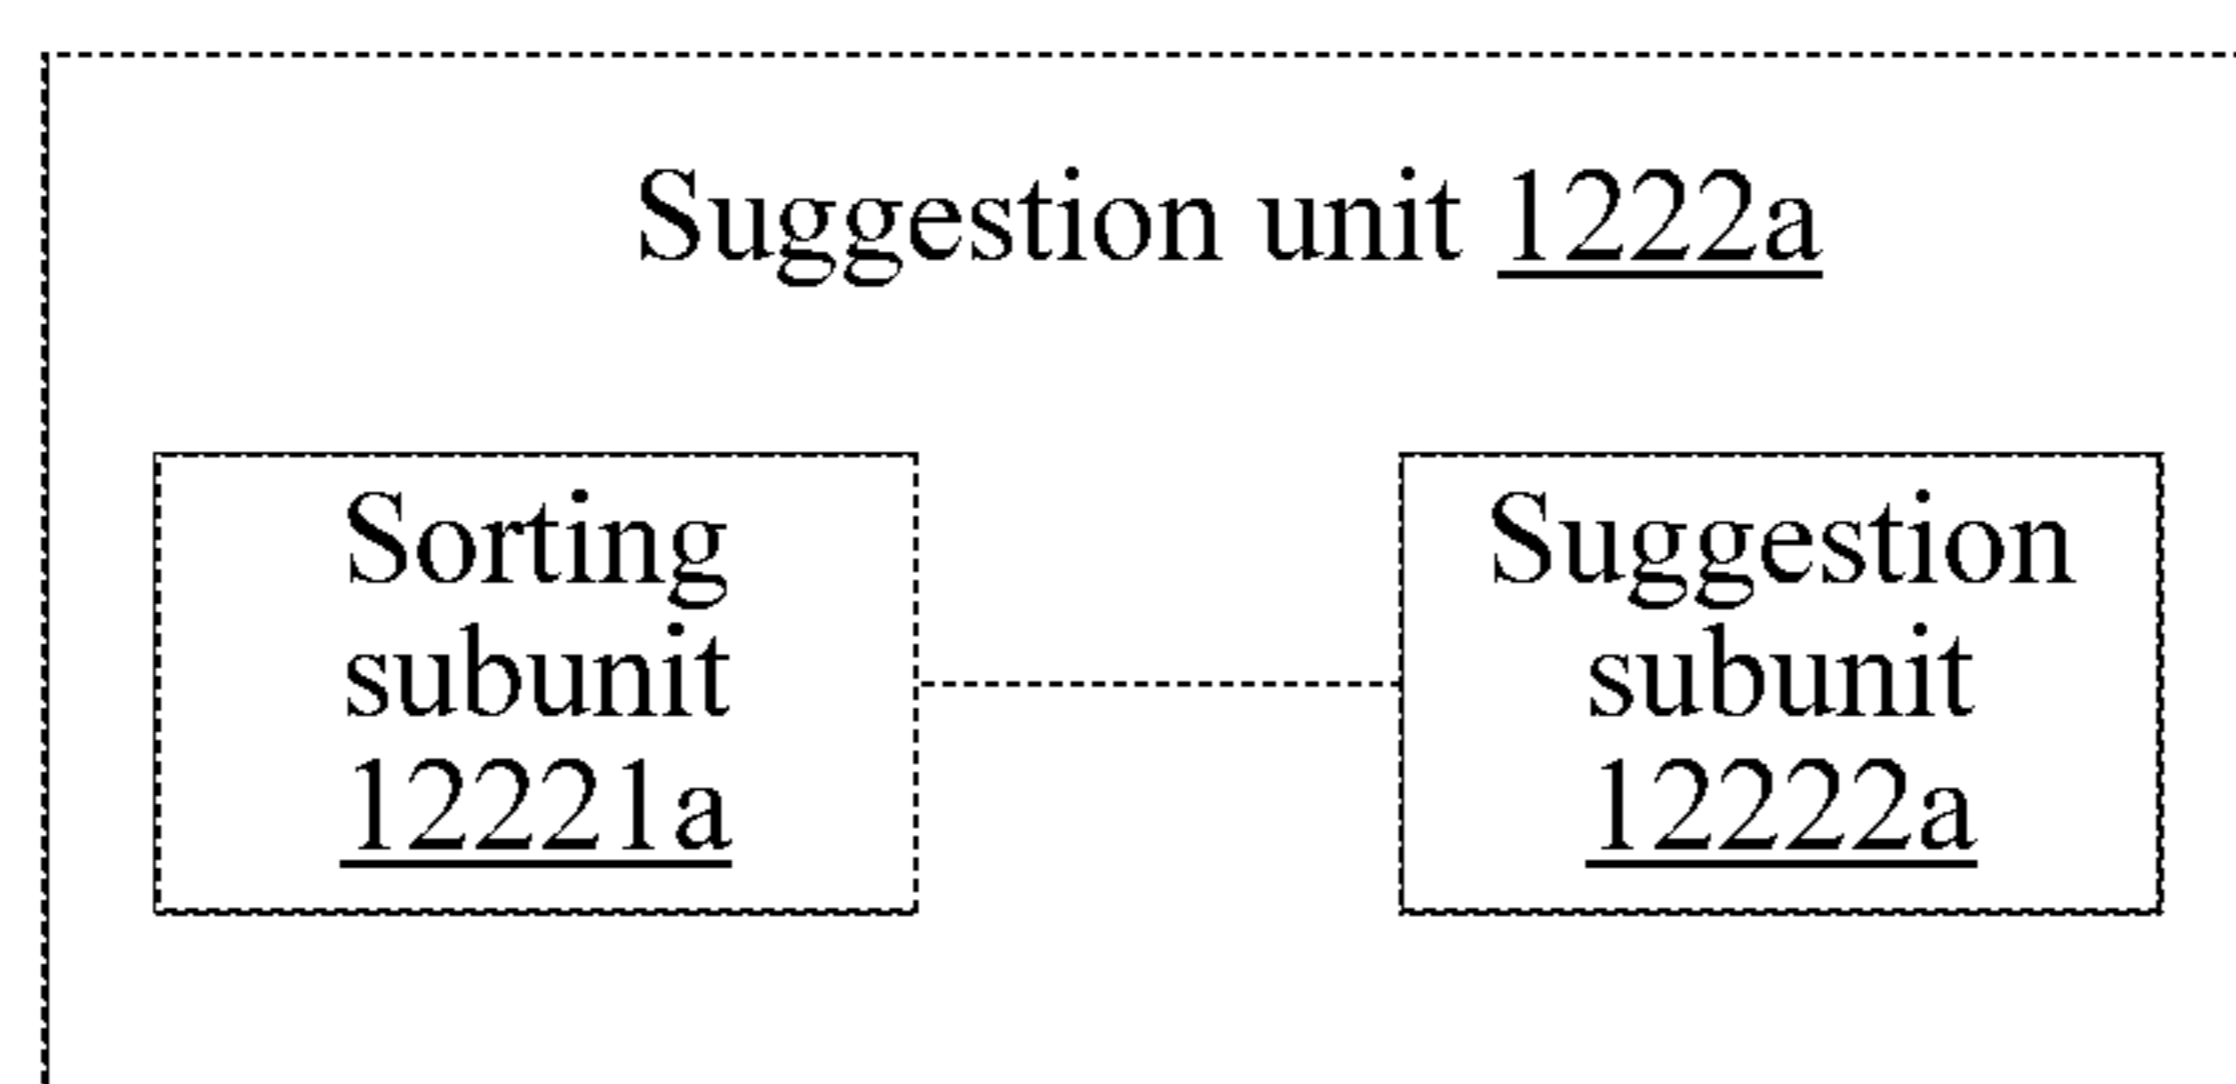 Suggestion unit 1222a
Sorting
subunit
12221a
Suggestion
subunit
12222a